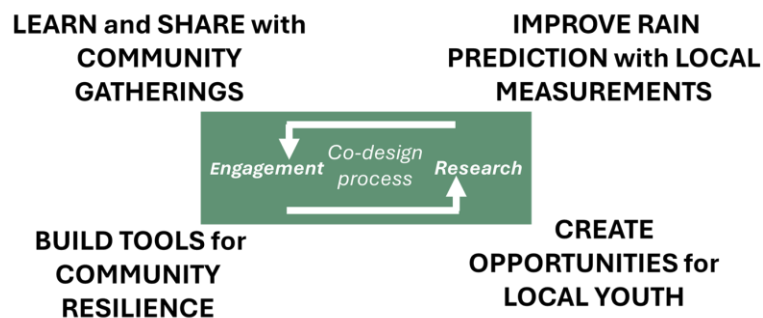 LEARN and SHARE with
COMMUNITY
GATHERINGS
IMPROVE RAIN
PREDICTION with LOCAL
MEASUREMENTS
Engagement
Co-design
process
Research
BUILD TOOLS for
COMMUNITY
RESILIENCE
CREATE
OPPORTUNITIES for
LOCAL YOUTH